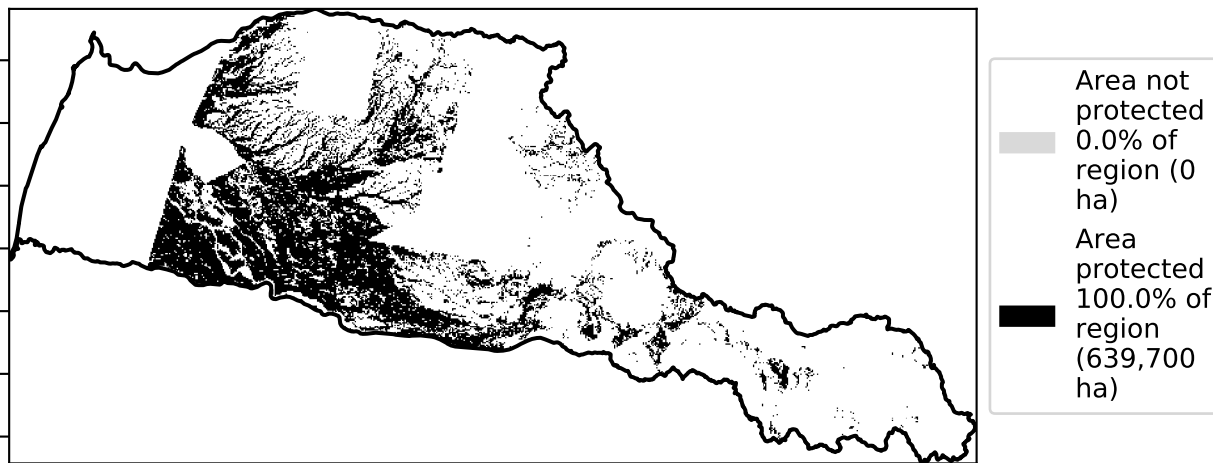 Area not
protected
0.0% of
region (0
ha)
Area
protected
100.0% of
region
(639,700
ha)